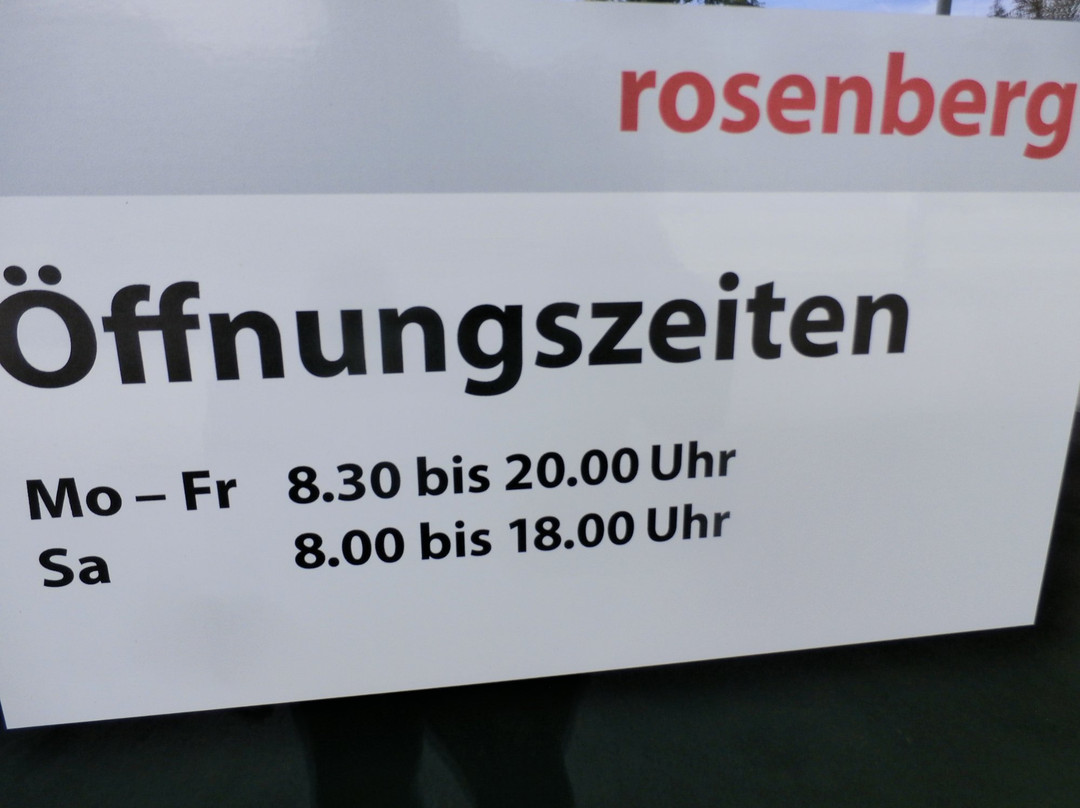 rosenberg
Öffnungszeiten
Mo – Fr 8.30 bis 20.00 Uhr
Sa 8.00 bis 18.00 Uhr